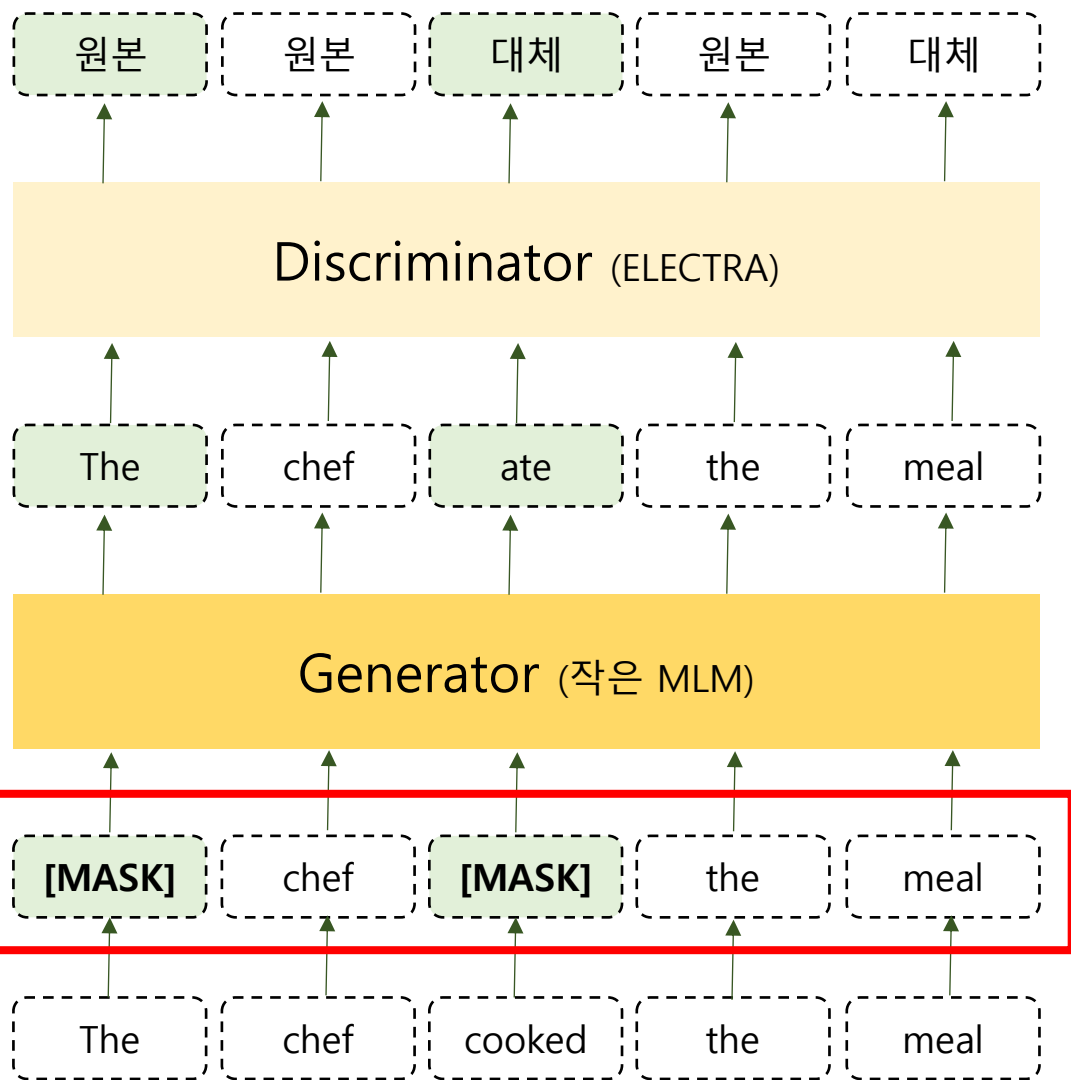 원본 원본 대체 원본 대체
Discriminator (ELECTRA)
The chef ate the meal
Generator (작은 MLM)
[MASK] chef [MASK] the meal
The chef cooked the meal